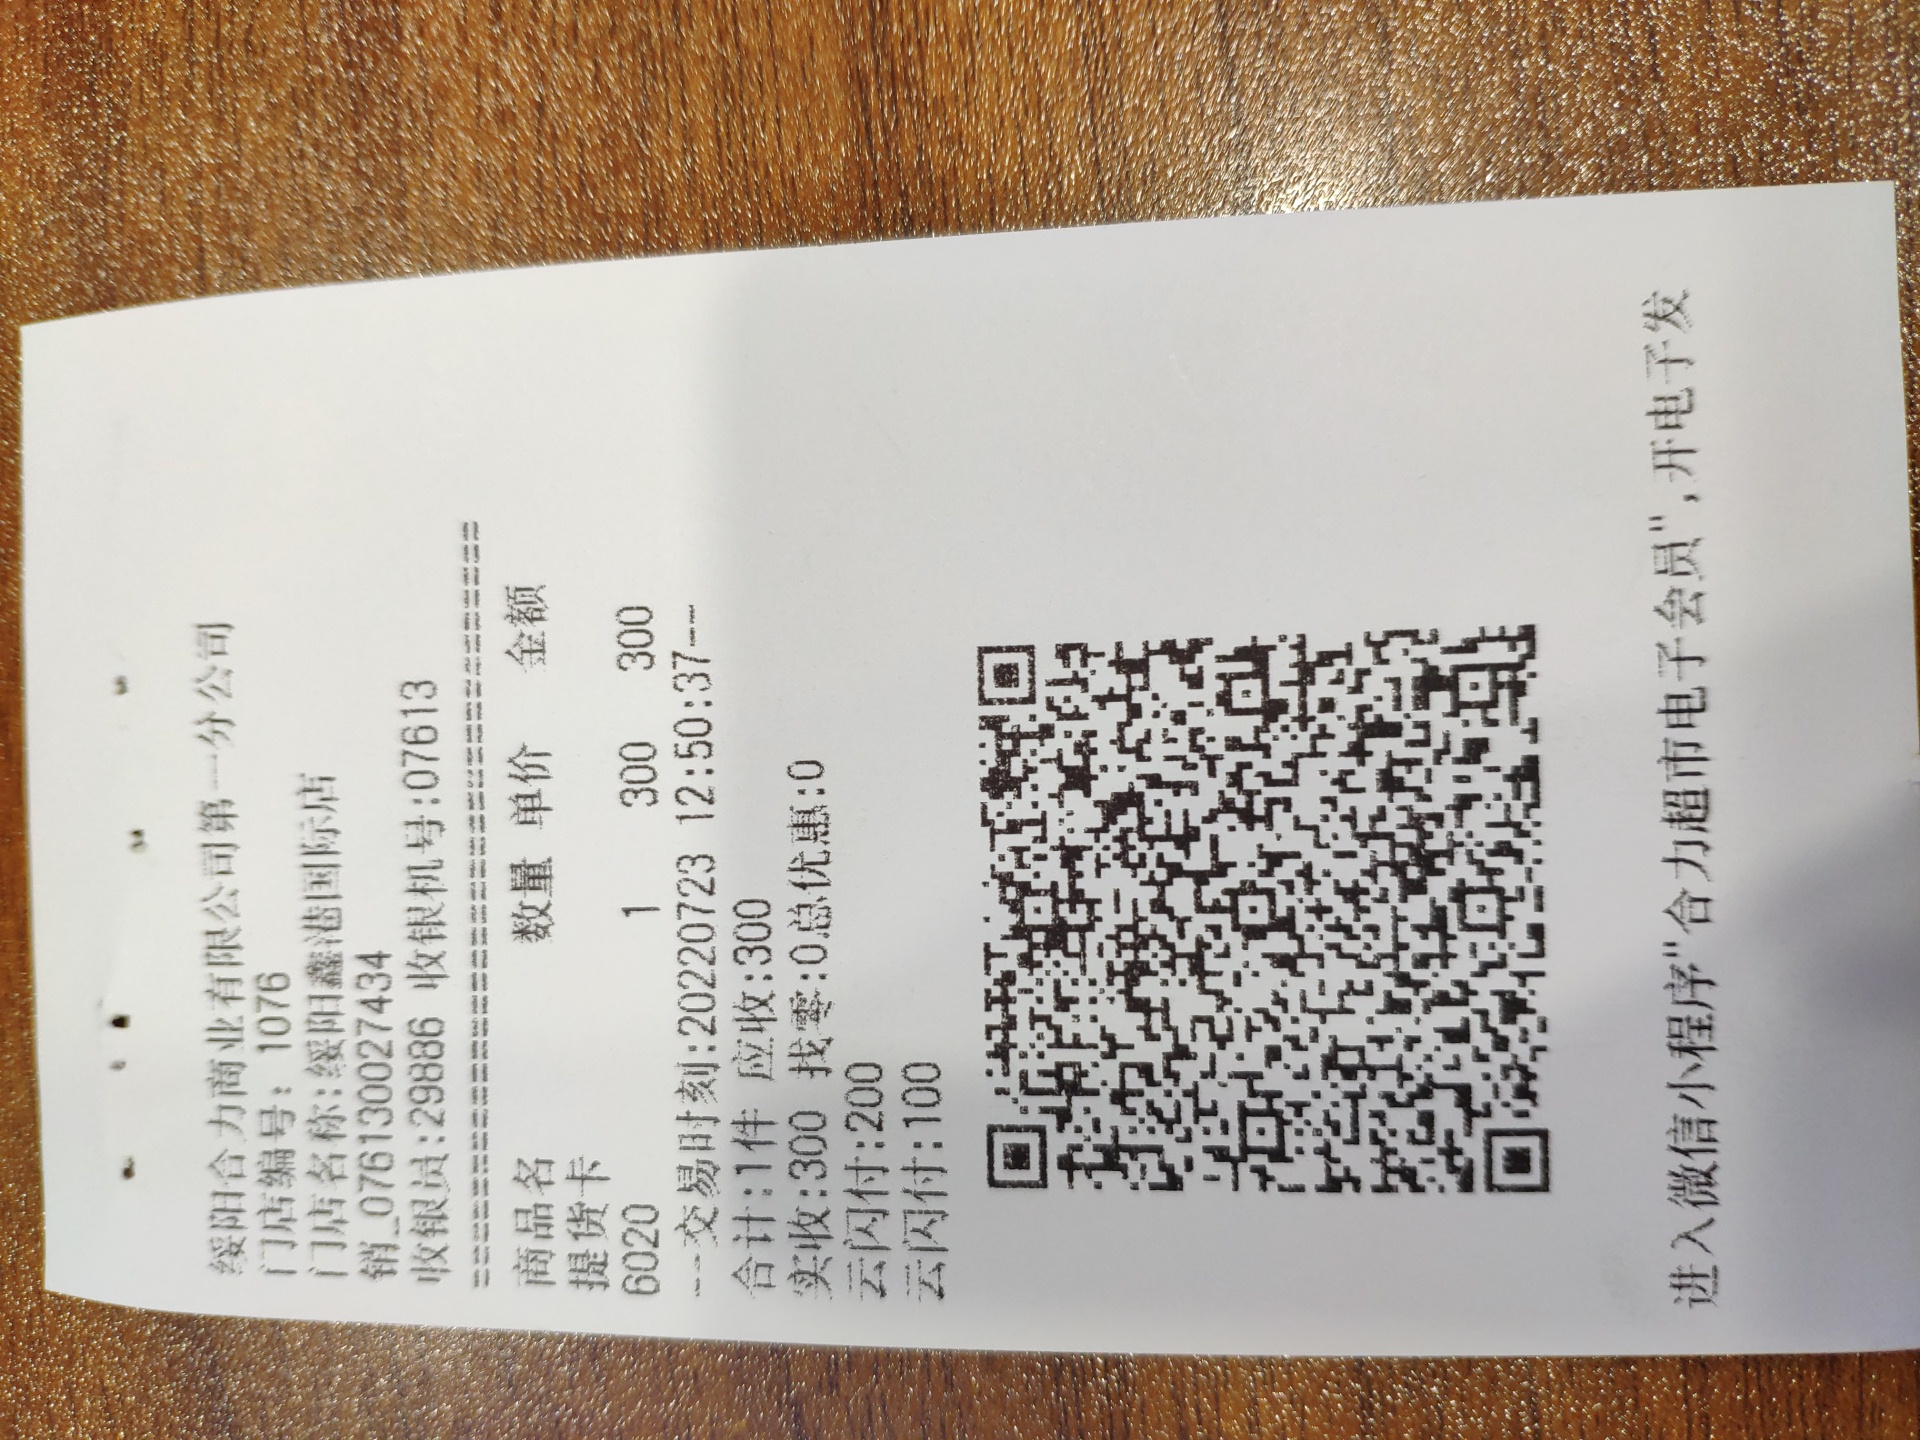 绥阳合力商业有限公司第一分公司
门店编号: 1076
门店名称:绥阳鑫港国际店
销_076130027434
收银员:29886 收银机号:07613
==========================================
商品名 数量 单价 金额
提货卡
6020 1 300 300
---交易时刻:20220723 12:50:37---
合计:1件 应收:300
实收:300 找零:0总优惠:0
云闪付:200
云闪付:100
进入微信小程序"合力超市电子会员",开电子发